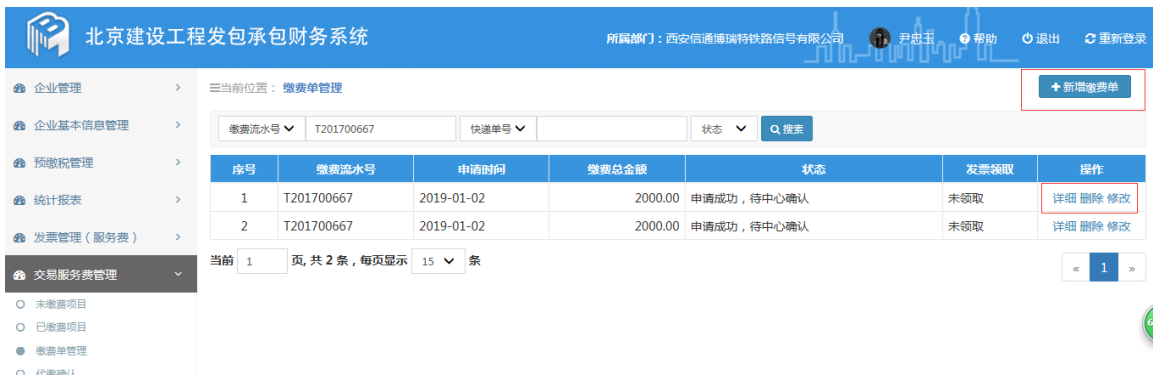 北京建设工程发包承包财务系统
所属部门：西安信通博瑞特铁路信号有限公司 尹忠玉 帮助 退出 重新登录
企业管理
企业基本信息管理
预缴税管理
统计报表
发票管理（服务费）
交易服务费管理
未缴费项目
已缴费项目
缴费单管理
代缴确认
当前位置： 缴费单管理
新增缴费单
缴费流水号 T201700667 快递单号 状态 搜索
序号 缴费流水号 申请时间 缴费总金额 状态 发票领取 操作
1 T201700667 2019-01-02 2000.00 申请成功，待中心确认 未领取 详细 删除 修改
2 T201700667 2019-01-02 2000.00 申请成功，待中心确认 未领取 详细 删除 修改
当前 1 页, 共 2 条，每页显示 15 条
« 1 »